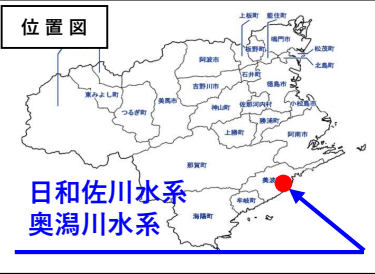 位置図
上板町
藍住町
鳴門市
松茂町
北島町
板野町
阿波市
石井町
徳島市
吉野川市
東みよし町
美馬市
つるぎ町
神山町
佐那河内村
小松島市
勝浦町
上勝町
阿南市
那賀町
美波
牟岐町
海陽町
日和佐川水系
奥潟川水系